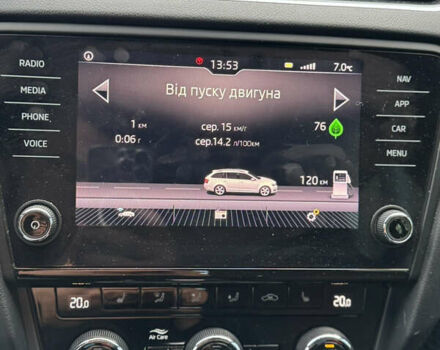 RADIO
MEDIA
PHONE
VOICE
13:53
7.0°C
Від пуску двигуна
1 км
0:06 г
сер. 15 км/г
сер.14.2 л/100км
76
120 км
NAV
APP
CAR
MENU
20.0
Air Care
20.0